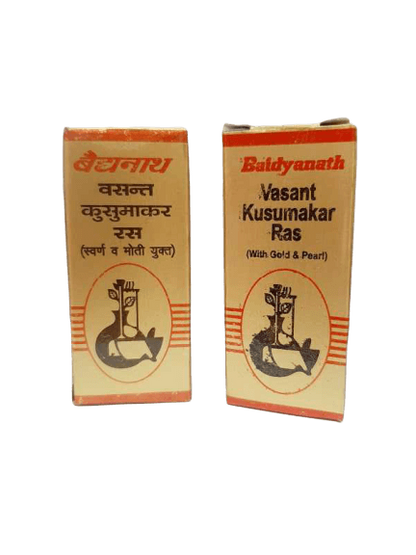 बैद्यनाथ
वसन्त
कुसुमाकर
रस
(स्वर्ण व मोती युक्त)
Baidyanath
Vasant
Kusumakar
Ras
(With Gold & Pearl)